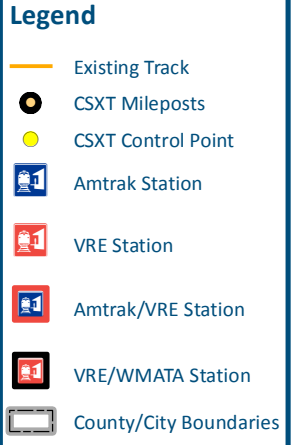 Legend
Existing Track
CSXT Mileposts
CSXT Control Point
Amtrak Station
VRE Station
Amtrak/VRE Station
VRE/WMATA Station
County/City Boundaries